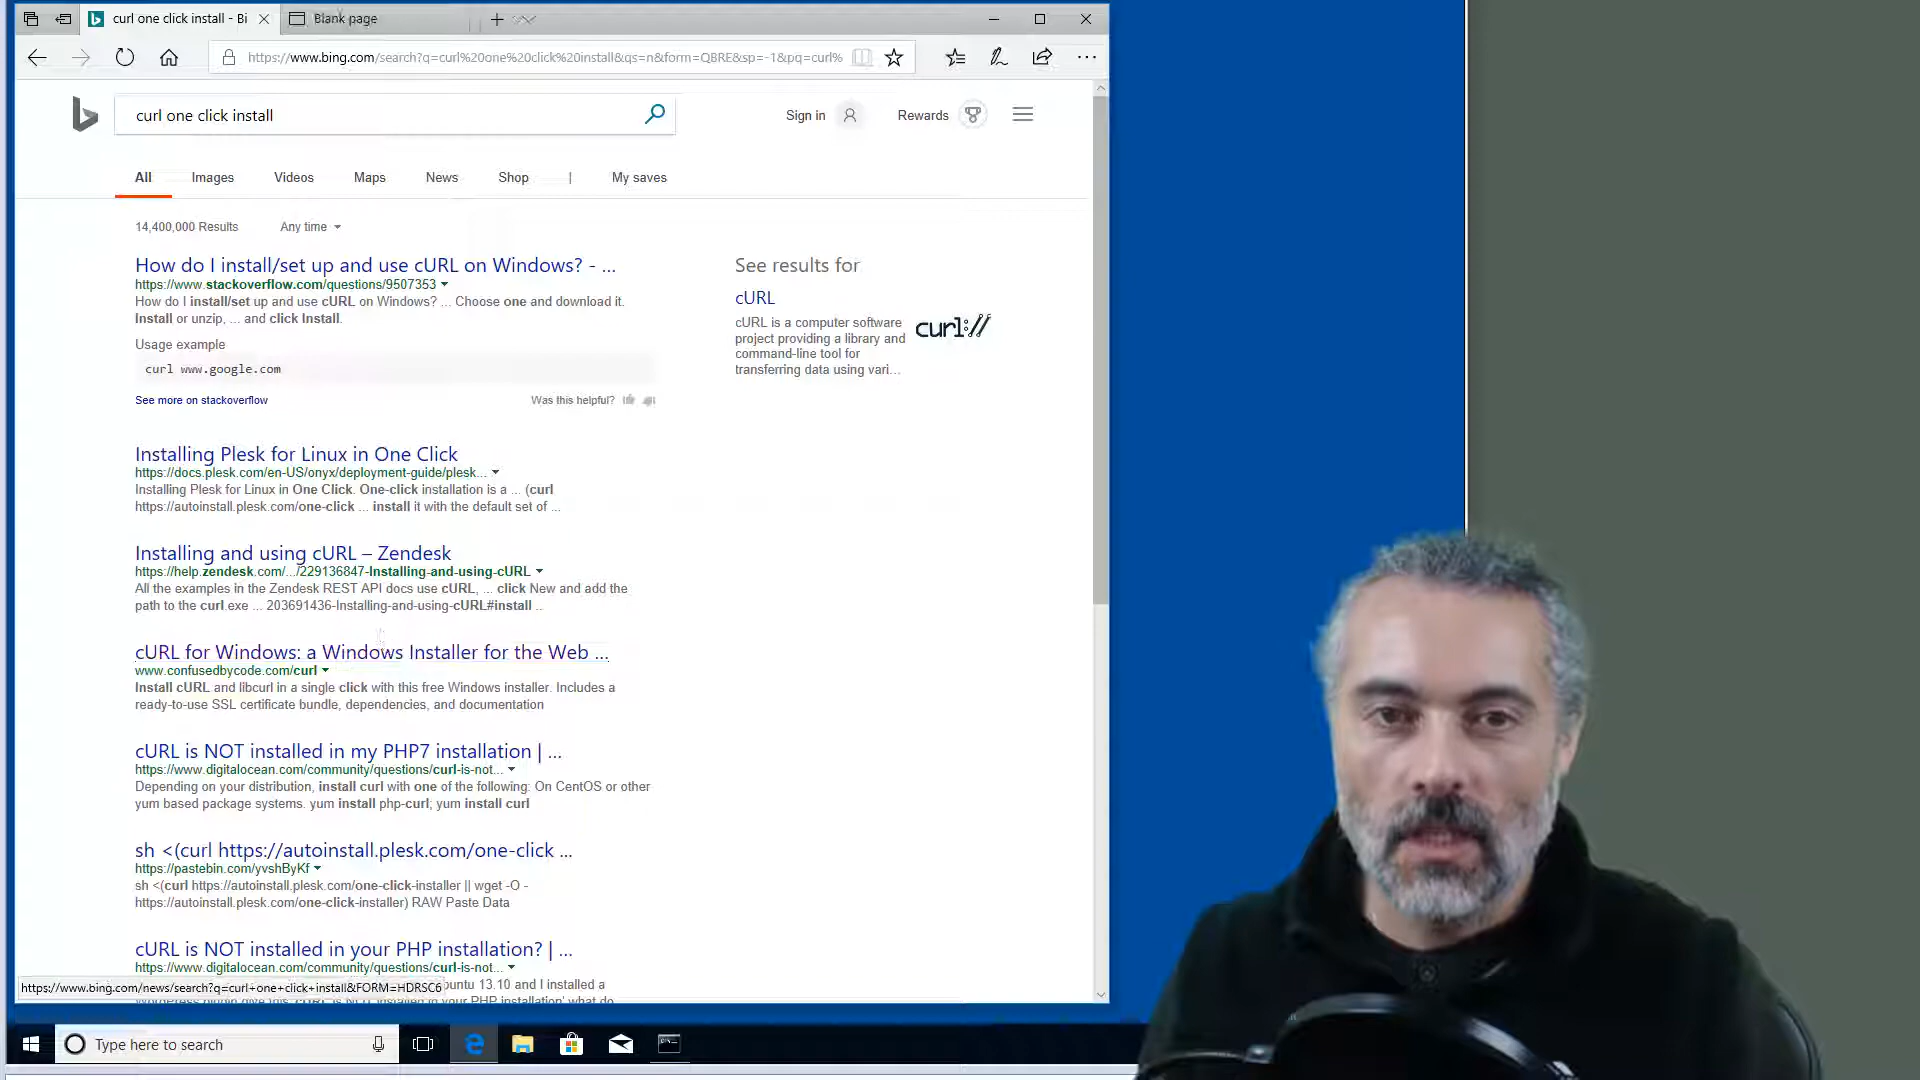 curl one click install - Bi
Blank page
https://www.bing.com/search?q=curl%20one%20click%20install&qs=n&form=QBRE&sp=-1&pq=curl%
curl one click install
Sign in
Rewards
All
Images
Videos
Maps
News
Shop
|
My saves
14,400,000 Results
Any time
How do I install/set up and use cURL on Windows? - ...
https://www.stackoverflow.com/questions/9507353
How do I install/set up and use cURL on Windows? ... Choose one and download it.
Install or unzip, ... and click Install.
Usage example
curl www.google.com
See more on stackoverflow
Was this helpful?
See results for
cURL
cURL is a computer software
project providing a library and
command-line tool for
transferring data using vari...
curl://
Installing Plesk for Linux in One Click
https://docs.plesk.com/en-US/onyx/deployment-guide/plesk...
Installing Plesk for Linux in One Click. One-click installation is a ... (curl
https://autoinstall.plesk.com/one-click ... install it with the default set of ...
Installing and using cURL – Zendesk
https://help.zendesk.com/.../229136847-Installing-and-using-cURL
All the examples in the Zendesk REST API docs use cURL, ... click New and add the
path to the curl.exe ... 203691436-Installing-and-using-cURL#install ..
cURL for Windows: a Windows Installer for the Web ...
www.confusedbycode.com/curl
Install cURL and libcurl in a single click with this free Windows installer. Includes a
ready-to-use SSL certificate bundle, dependencies, and documentation
cURL is NOT installed in my PHP7 installation | ...
https://www.digitalocean.com/community/questions/curl-is-not...
Depending on your distribution, install curl with one of the following: On CentOS or other
yum based package systems. yum install php-curl; yum install curl
sh <(curl https://autoinstall.plesk.com/one-click ...
https://pastebin.com/yvshByKf
sh <(curl https://autoinstall.plesk.com/one-click-installer || wget -O -
https://autoinstall.plesk.com/one-click-installer) RAW Paste Data
cURL is NOT installed in your PHP installation? | ...
https://www.digitalocean.com/community/questions/curl-is-not...
https://www.bing.com/news/search?q=curl+one+click+install&FORM=HDRSC6
buntu 13.10 and I installed a
Type here to search